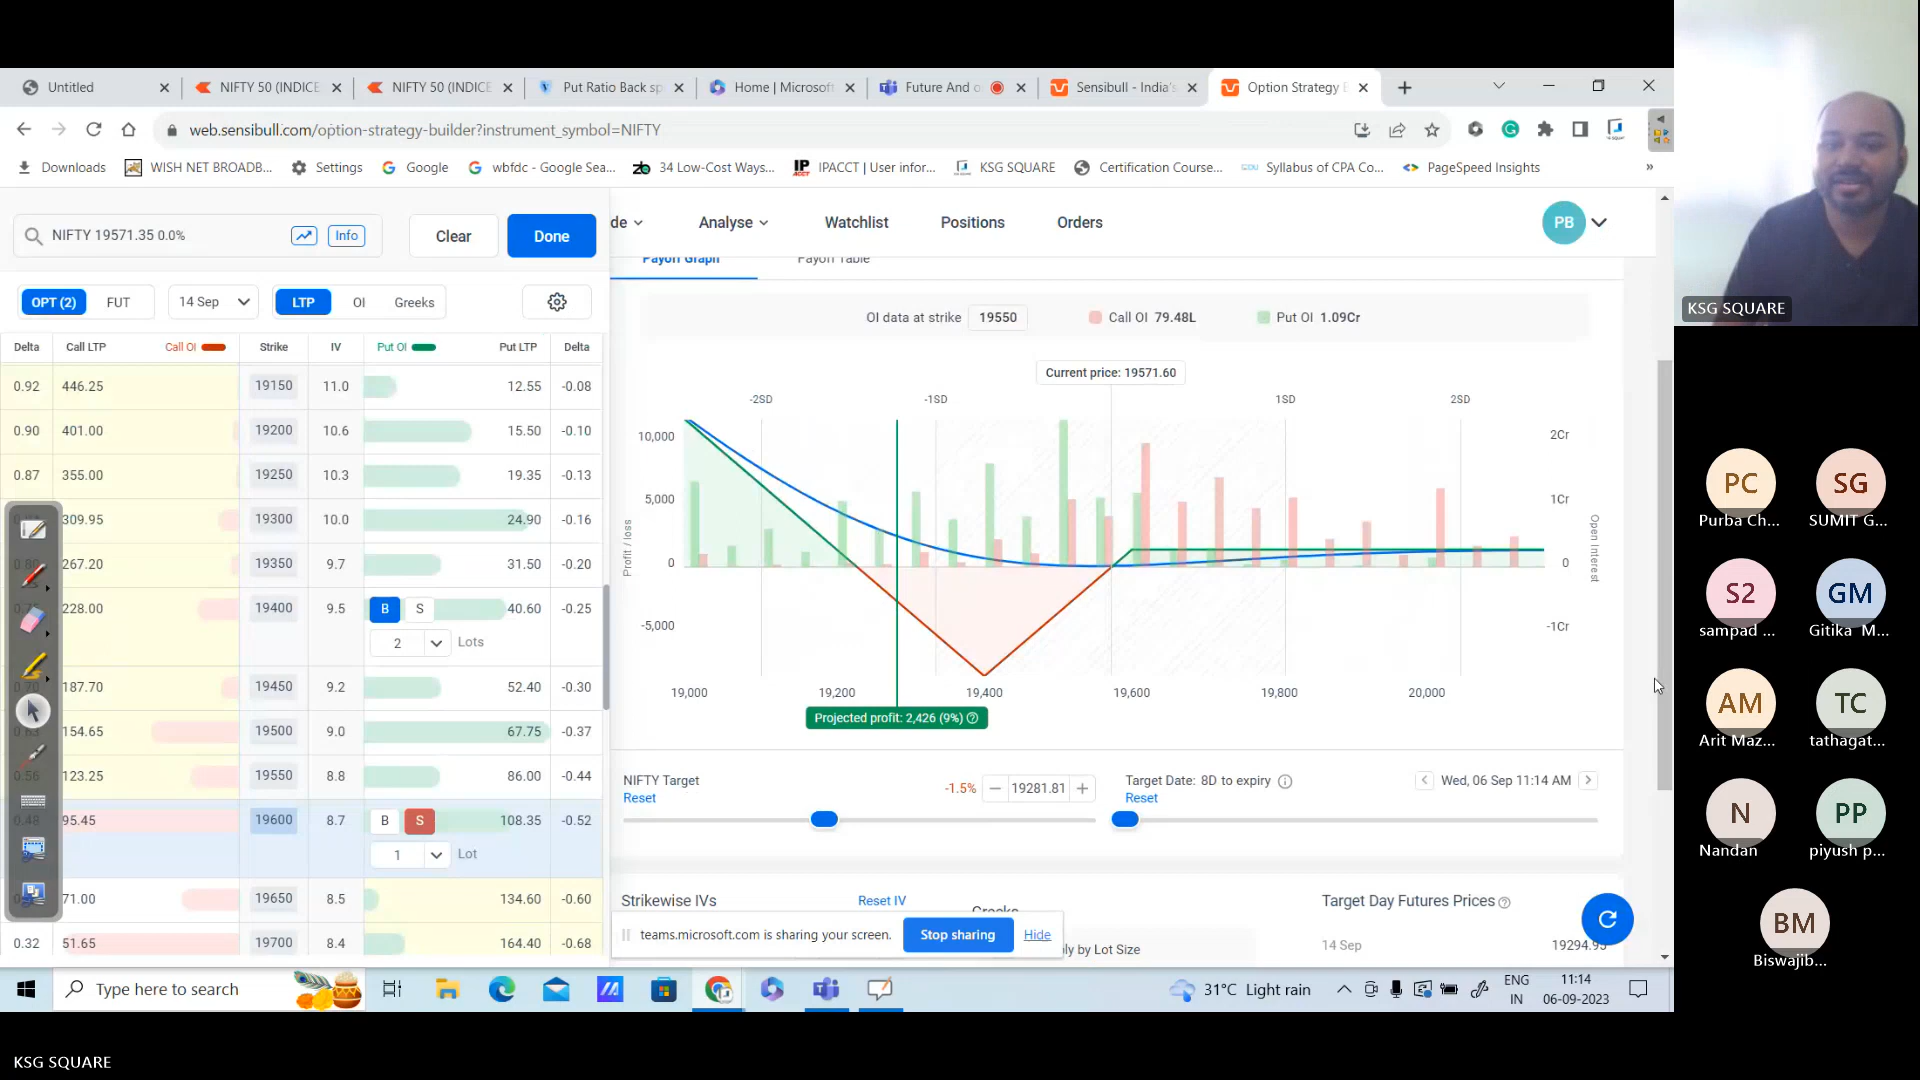 Untitled
NIFTY 50 (INDICE
NIFTY 50 (INDICE
Put Ratio Back sp
Home | Microsoft
Future And o
Sensibull - India's
Option Strategy B
web.sensibull.com/option-strategy-builder?instrument_symbol=NIFTY
Downloads
WISH NET BROADB...
Settings
Google
wbfdc - Google Sea...
34 Low-Cost Ways...
IPACCT | User infor...
KSG SQUARE
Certification Course...
Syllabus of CPA Co...
PageSpeed Insights
»
NIFTY 19571.35 0.0%
Info
Clear
Done
de
Analyse
Watchlist
Positions
Orders
PB
Payoff Graph
Payoff Table
OPT (2)
FUT
14 Sep
LTP
OI
Greeks
OI data at strike 19550
Call OI 79.48L
Put OI 1.09Cr
Delta Call LTP Call OI Strike IV Put OI Put LTP Delta
0.92 446.25 19150 11.0 12.55 -0.08
0.90 401.00 19200 10.6 15.50 -0.10
0.87 355.00 19250 10.3 19.35 -0.13
309.95 19300 10.0 24.90 -0.16
267.20 19350 9.7 31.50 -0.20
228.00 19400 9.5 B S 40.60 -0.25
2 Lots
187.70 19450 9.2 52.40 -0.30
154.65 19500 9.0 67.75 -0.37
0.56 123.25 19550 8.8 86.00 -0.44
0.48 95.45 19600 8.7 B S 108.35 -0.52
1 Lot
71.00 19650 8.5 134.60 -0.60
0.32 51.65 19700 8.4 164.40 -0.68
Current price: 19571.60
-2SD
-1SD
1SD
2SD
10,000
5,000
0
-5,000
Profit / loss
2Cr
1Cr
0
-1Cr
Open Interest
19,000
19,200
19,400
19,600
19,800
20,000
Projected profit: 2,426 (9%)
NIFTY Target
Reset
-1.5%
19281.81
Target Date: 8D to expiry
Reset
Wed, 06 Sep 11:14 AM
Strikewise IVs
Reset IV
Greeks
Target Day Futures Prices
ly by Lot Size
14 Sep
19294.95
teams.microsoft.com is sharing your screen.
Stop sharing
Hide
Type here to search
31°C Light rain
ENG
IN
11:14
06-09-2023
KSG SQUARE
PC
Purba Ch...
SG
SUMIT G...
S2
sampad ...
GM
Gitika M...
AM
Arit Maz...
TC
tathagat...
N
Nandan
PP
piyush p...
BM
Biswajib...
KSG SQUARE